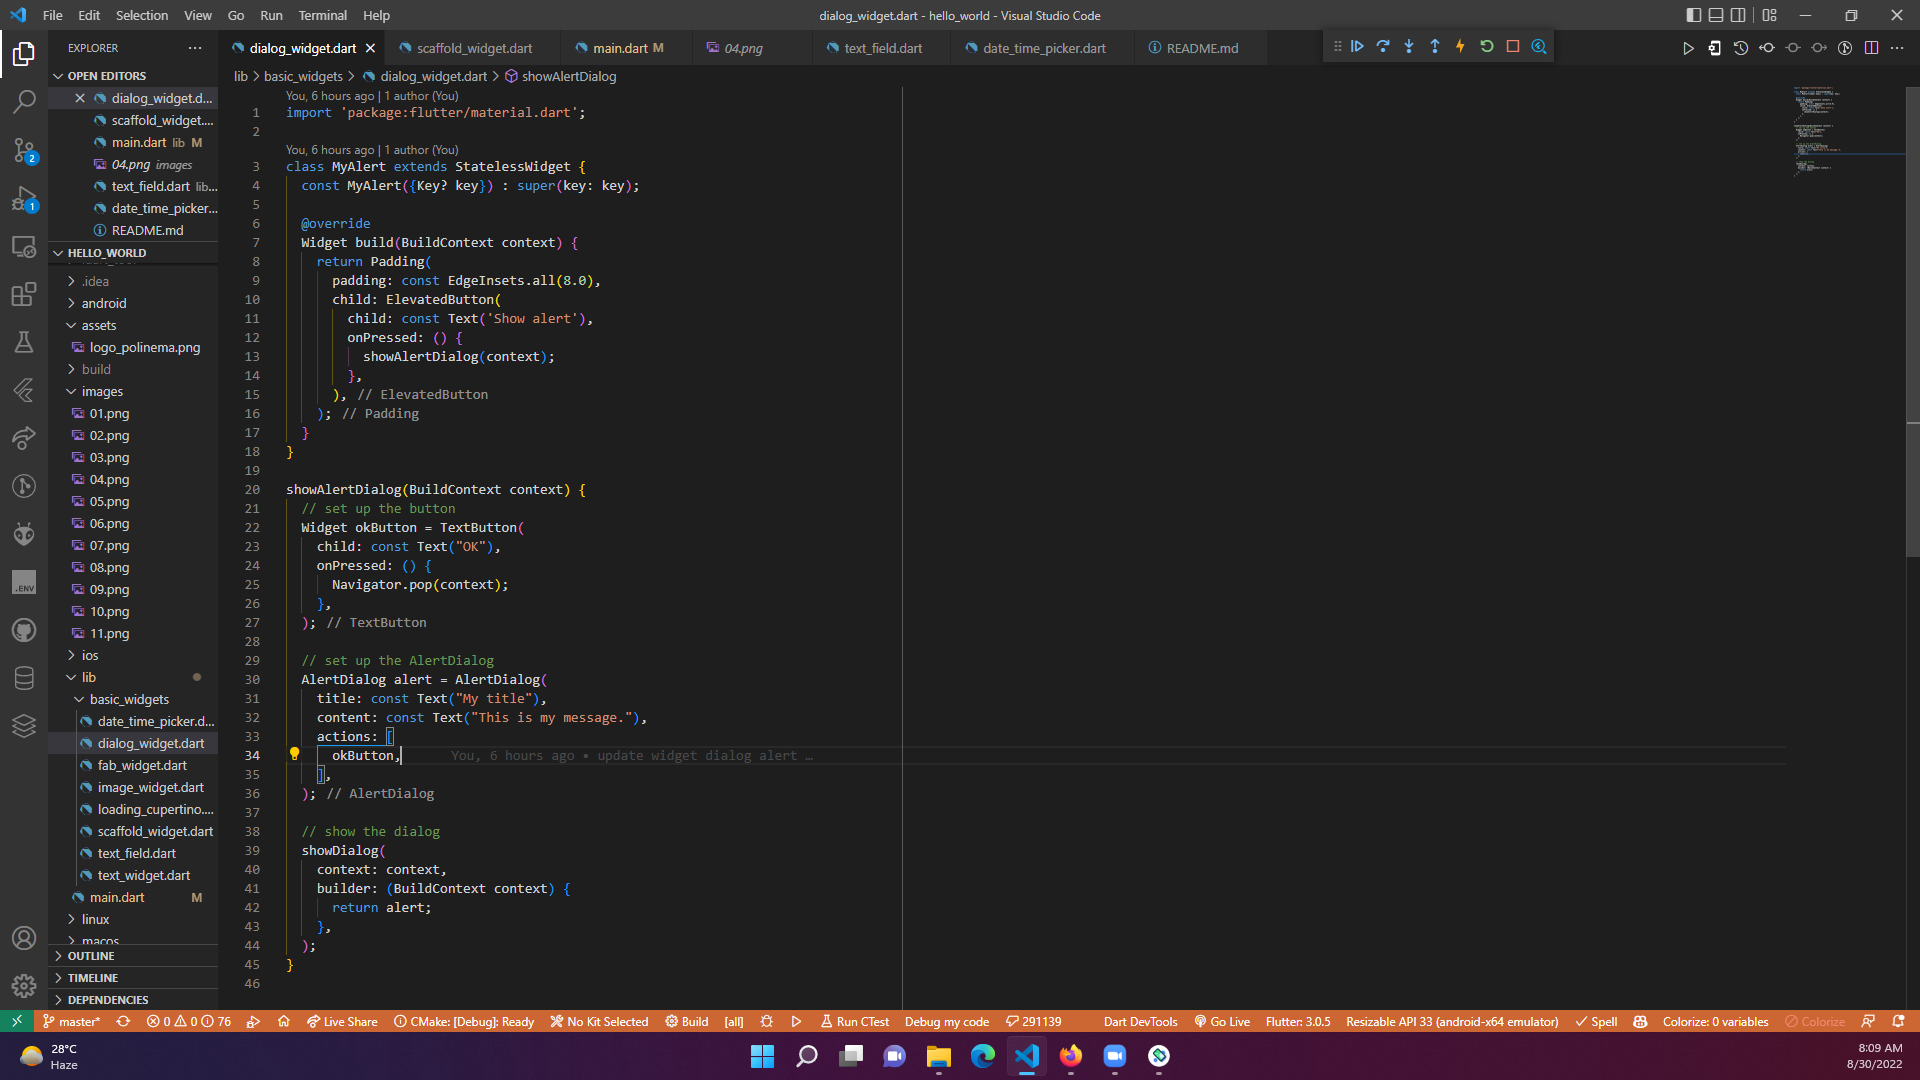 File Edit Selection View Go Run Terminal Help
dialog_widget.dart - hello_world - Visual Studio Code
EXPLORER
dialog_widget.dart scaffold_widget.dart main.dart M 04.png text_field.dart date_time_picker.dart README.md
lib > basic_widgets > dialog_widget.dart > showAlertDialog
OPEN EDITORS
dialog_widget.d...
scaffold_widget....
main.dart lib M
04.png images
text_field.dart lib...
date_time_picker...
README.md
HELLO_WORLD
.idea
android
assets
logo_polinema.png
build
images
01.png
02.png
03.png
04.png
05.png
06.png
07.png
08.png
09.png
10.png
11.png
ios
lib
basic_widgets
date_time_picker.d...
dialog_widget.dart
fab_widget.dart
image_widget.dart
loading_cupertino....
scaffold_widget.dart
text_field.dart
text_widget.dart
main.dart M
linux
macos
OUTLINE
TIMELINE
DEPENDENCIES
2
1
.ENV
You, 6 hours ago | 1 author (You)
1 import 'package:flutter/material.dart';
2
You, 6 hours ago | 1 author (You)
3 class MyAlert extends StatelessWidget {
4 const MyAlert({Key? key}) : super(key: key);
5
6 @override
7 Widget build(BuildContext context) {
8 return Padding(
9 padding: const EdgeInsets.all(8.0),
10 child: ElevatedButton(
11 child: const Text('Show alert'),
12 onPressed: () {
13 showAlertDialog(context);
14 },
15 ), // ElevatedButton
16 ); // Padding
17 }
18 }
19
20 showAlertDialog(BuildContext context) {
21 // set up the button
22 Widget okButton = TextButton(
23 child: const Text("OK"),
24 onPressed: () {
25 Navigator.pop(context);
26 },
27 ); // TextButton
28
29 // set up the AlertDialog
30 AlertDialog alert = AlertDialog(
31 title: const Text("My title"),
32 content: const Text("This is my message."),
33 actions: [
34 okButton, You, 6 hours ago • update widget dialog alert …
35 ],
36 ); // AlertDialog
37
38 // show the dialog
39 showDialog(
40 context: context,
41 builder: (BuildContext context) {
42 return alert;
43 },
44 );
45 }
46
master* 0 0 76 Live Share CMake: [Debug]: Ready No Kit Selected Build [all] Run CTest Debug my code 291139 Dart DevTools Go Live Flutter: 3.0.5 Resizable API 33 (android-x64 emulator) Spell Colorize: 0 variables Colorize
28°C
Haze
8:09 AM
8/30/2022